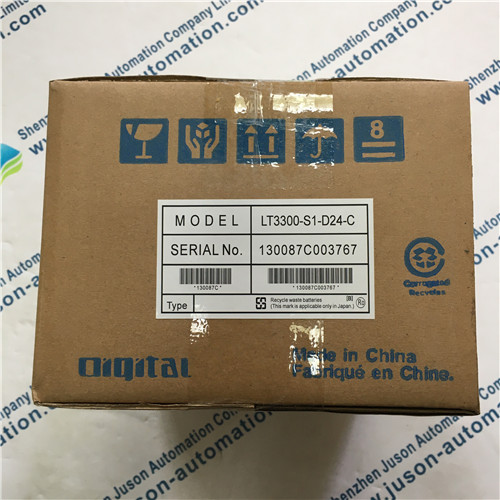 Shenzhen Juson Automation Company Limited
www.juson-automation.com
8
MODEL LT3300-S1-D24-C
SERIAL No. 130087C003767
*130087C* *130087C003767*
Type
Recycle waste batteries
(This mark is applicable only in Japan.)
Corrugated
Recycles
Digital
Made in China
Fabriqué en Chine.